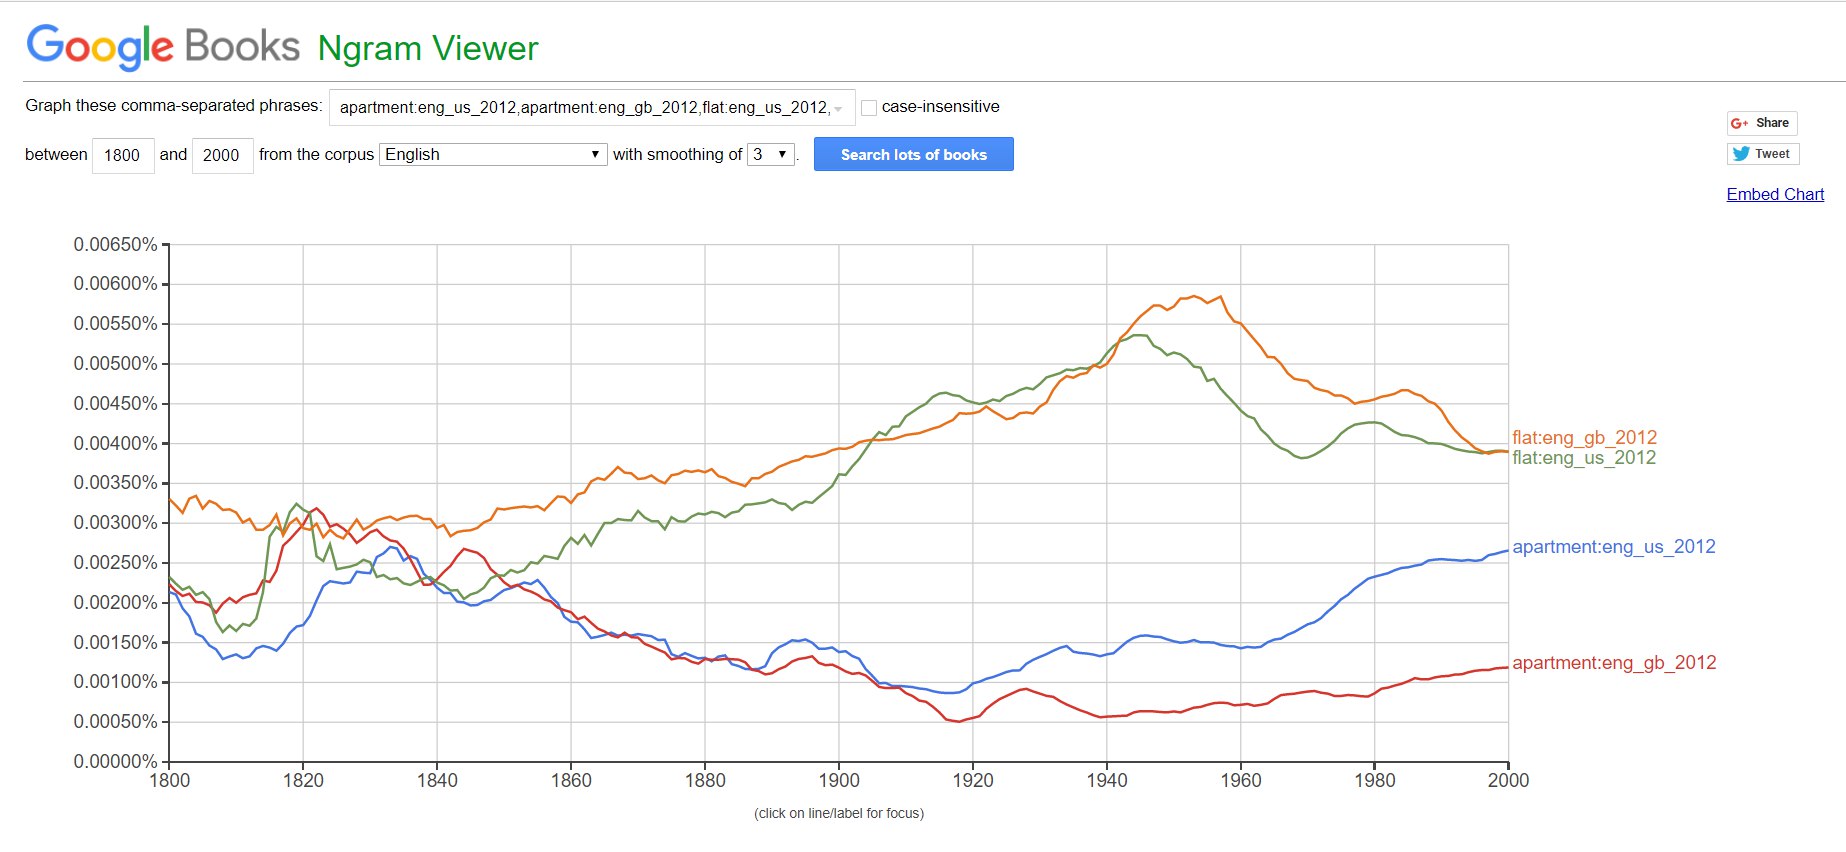 Google Books Ngram Viewer
Graph these comma-separated phrases: apartment:eng_us_2012,apartment:eng_gb_2012,flat:eng_us_2012, case-insensitive
between 1800 and 2000 from the corpus English with smoothing of 3 . Search lots of books
G+ Share
Tweet
Embed Chart
0.00650%
0.00600%
0.00550%
0.00500%
0.00450%
0.00400%
0.00350%
0.00300%
0.00250%
0.00200%
0.00150%
0.00100%
0.00050%
0.00000%
flat:eng_gb_2012
flat:eng_us_2012
apartment:eng_us_2012
apartment:eng_gb_2012
1800 1820 1840 1860 1880 1900 1920 1940 1960 1980 2000
(click on line/label for focus)